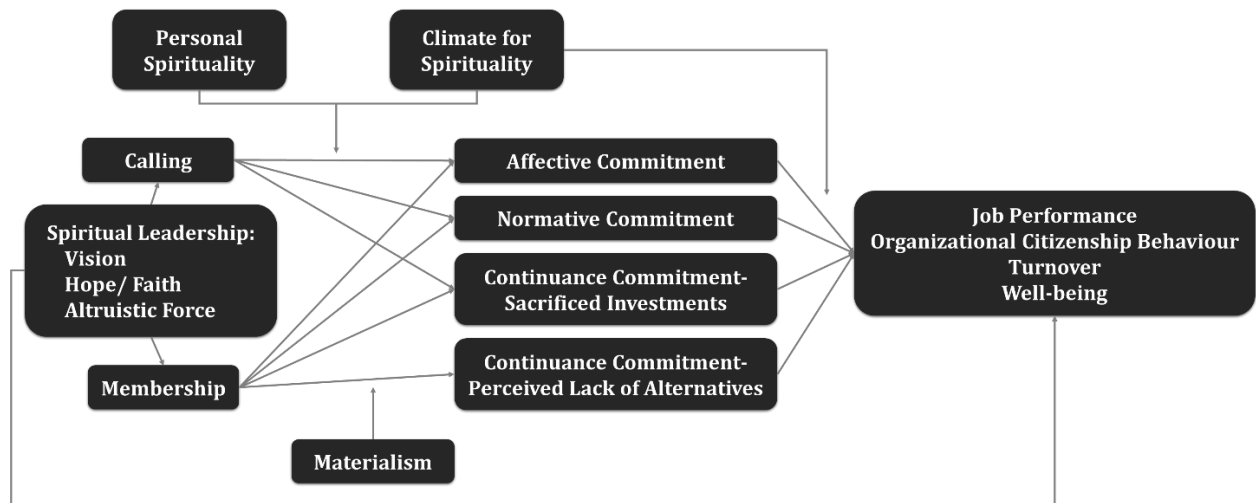 Personal
Spirituality
Climate for
Spirituality
Calling
Affective Commitment
Spiritual Leadership:
Vision
Hope/ Faith
Altruistic Force
Normative Commitment
Continuance Commitment-
Sacrificed Investments
Job Performance
Organizational Citizenship Behaviour
Turnover
Well-being
Membership
Continuance Commitment-
Perceived Lack of Alternatives
Materialism